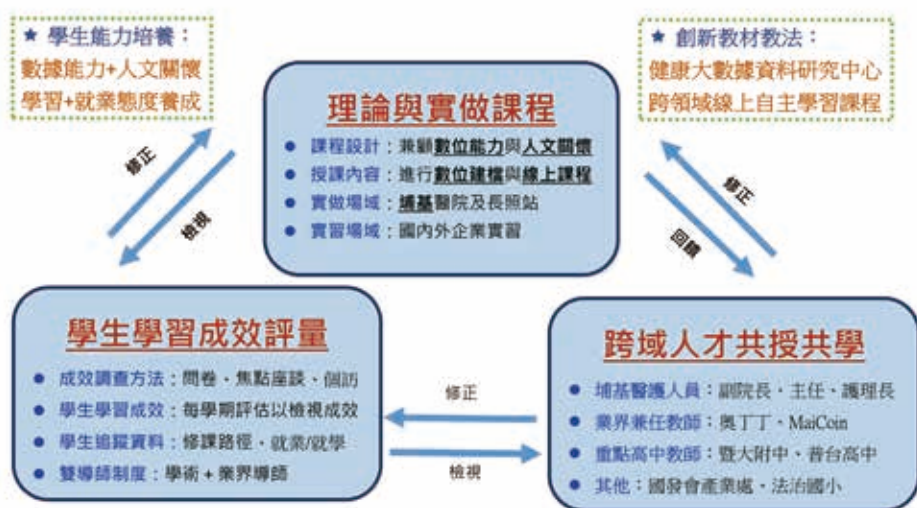 ★ 學生能力培養：
數據能力+人文關懷
學習+就業態度養成
★ 創新教材教法：
健康大數據資料研究中心
跨領域線上自主學習課程
理論與實做課程
● 課程設計：兼顧數位能力與人文關懷
● 授課內容：進行數位建檔與線上課程
● 實做場域：埔基醫院及長照站
● 實習場域：國內外企業實習
修正
檢視
修正
回饋
學生學習成效評量
● 成效調查方法：問卷、焦點座談、個訪
● 學生學習成效：每學期評估以檢視成效
● 學生追蹤資料：修課路徑、就業/就學
● 雙導師制度：學術+業界導師
修正
檢視
跨域人才共授共學
● 埔基醫護人員：副院長、主任、護理長
● 業界兼任教師：奧丁丁、MaiCoin
● 重點高中教師：暨大附中、普台高中
● 其他：國發會產業處、法治國小